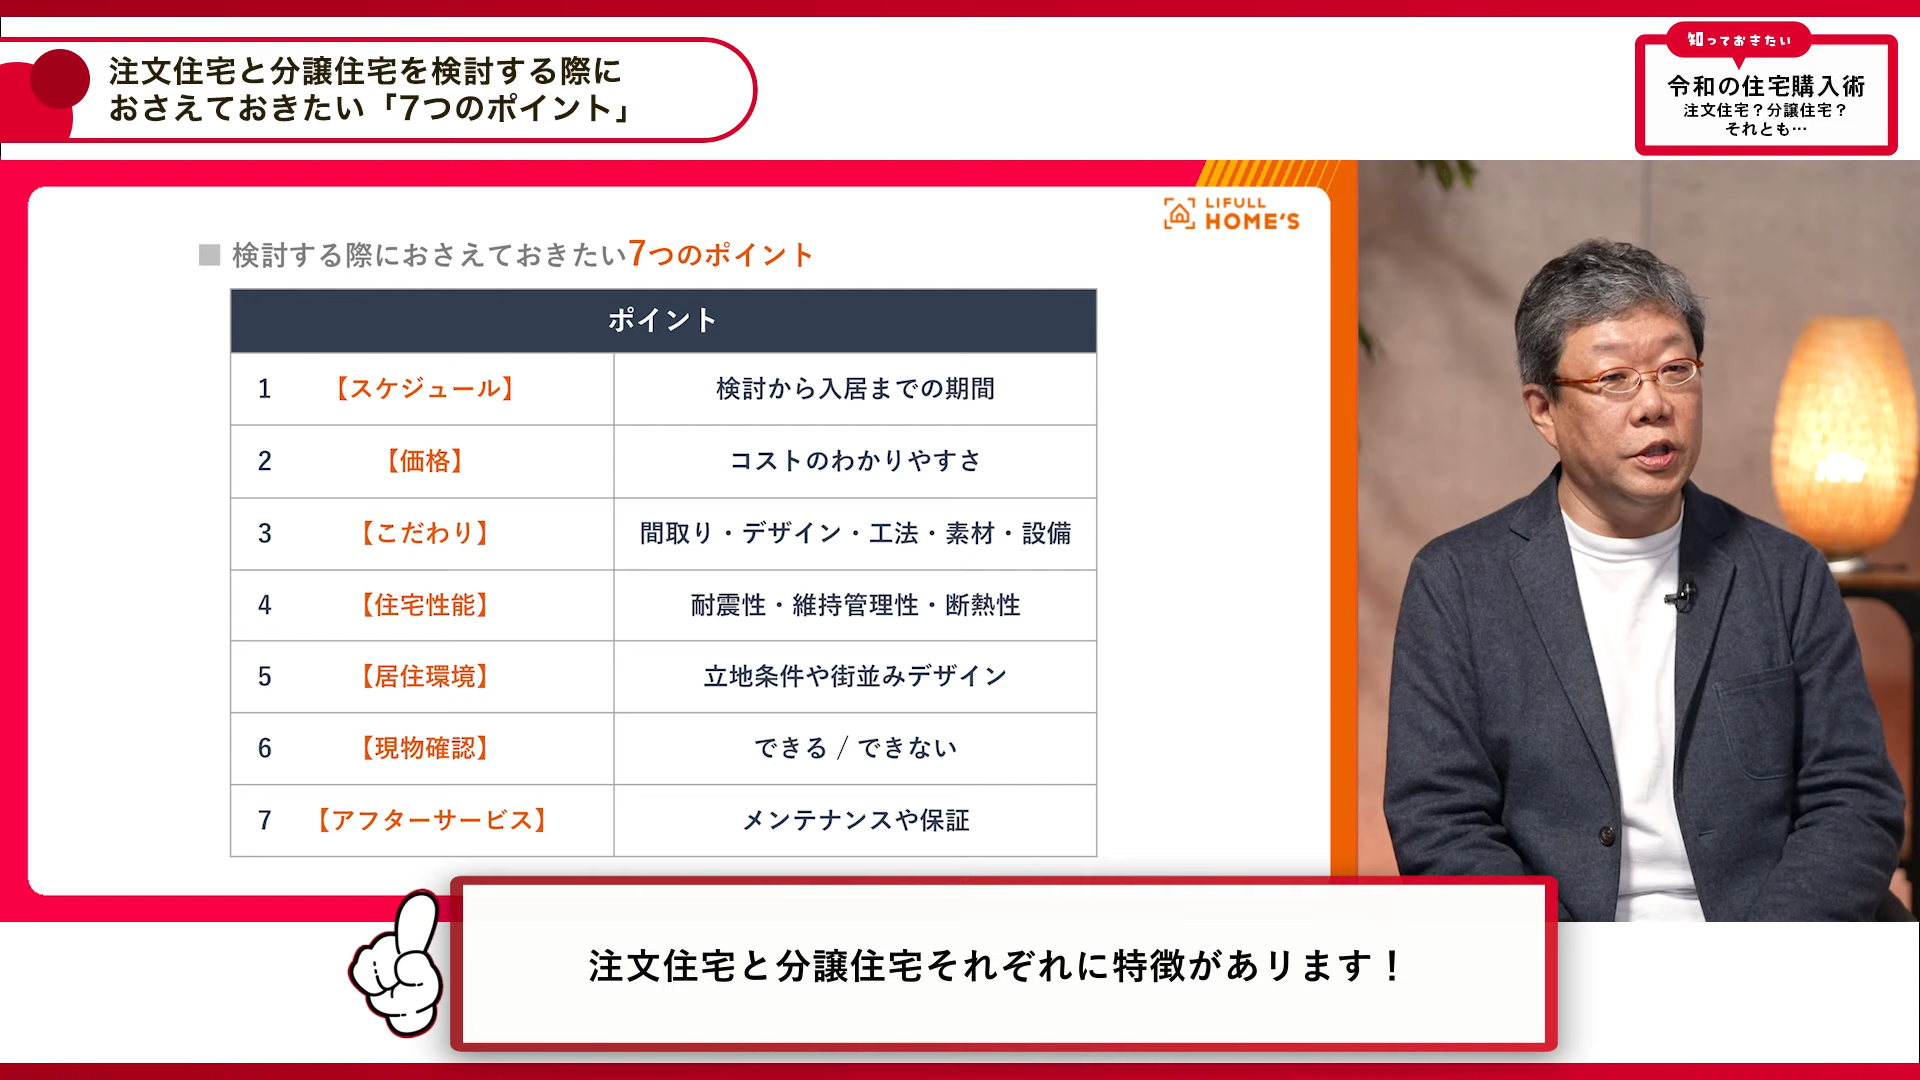 注文住宅と分譲住宅を検討する際に
おさえておきたい「7つのポイント」
知っておきたい
令和の住宅購入術
注文住宅？分譲住宅？
それとも…
LIFULL
HOME'S
■ 検討する際におさえておきたい7つのポイント
ポイント
1 【スケジュール】 検討から入居までの期間
2 【価格】 コストのわかりやすさ
3 【こだわり】 間取り・デザイン・工法・素材・設備
4 【住宅性能】 耐震性・維持管理性・断熱性
5 【居住環境】 立地条件や街並みデザイン
6 【現物確認】 できる / できない
7 【アフターサービス】 メンテナンスや保証
注文住宅と分譲住宅それぞれに特徴があります！